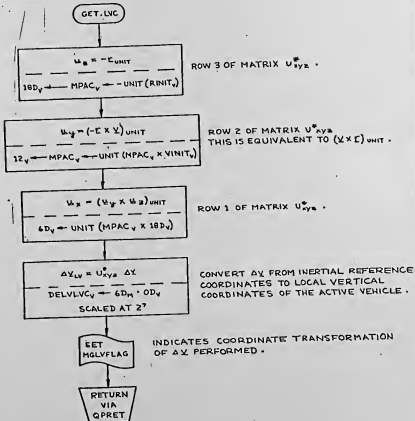 GET.LVC
u_z = -r_UNIT
18D_V ← MPAC_V ← -UNIT(RINIT_V)
ROW 3 OF MATRIX U*_xyz.
u_y = (-r x v)_UNIT
12_V ← MPAC_V ← UNIT(MPAC_V x VINIT_V)
ROW 2 OF MATRIX U*_xyz
THIS IS EQUIVALENT TO (v x r)_UNIT.
u_x = (u_y x u_z)_UNIT
6D_V ← UNIT(MPAC_V x 18D_V)
ROW 1 OF MATRIX U*_xyz.
Δv_LV = U*_xyz Δv
DELVLVC_V ← 6D_M · 0D_V
SCALED AT 2^7
CONVERT Δv FROM INERTIAL REFERENCE
COORDINATES TO LOCAL VERTICAL
COORDINATES OF THE ACTIVE VEHICLE.
SET
MGLVFLAG
INDICATES COORDINATE TRANSFORMATION
OF Δv PERFORMED.
RETURN
VIA
QPRET